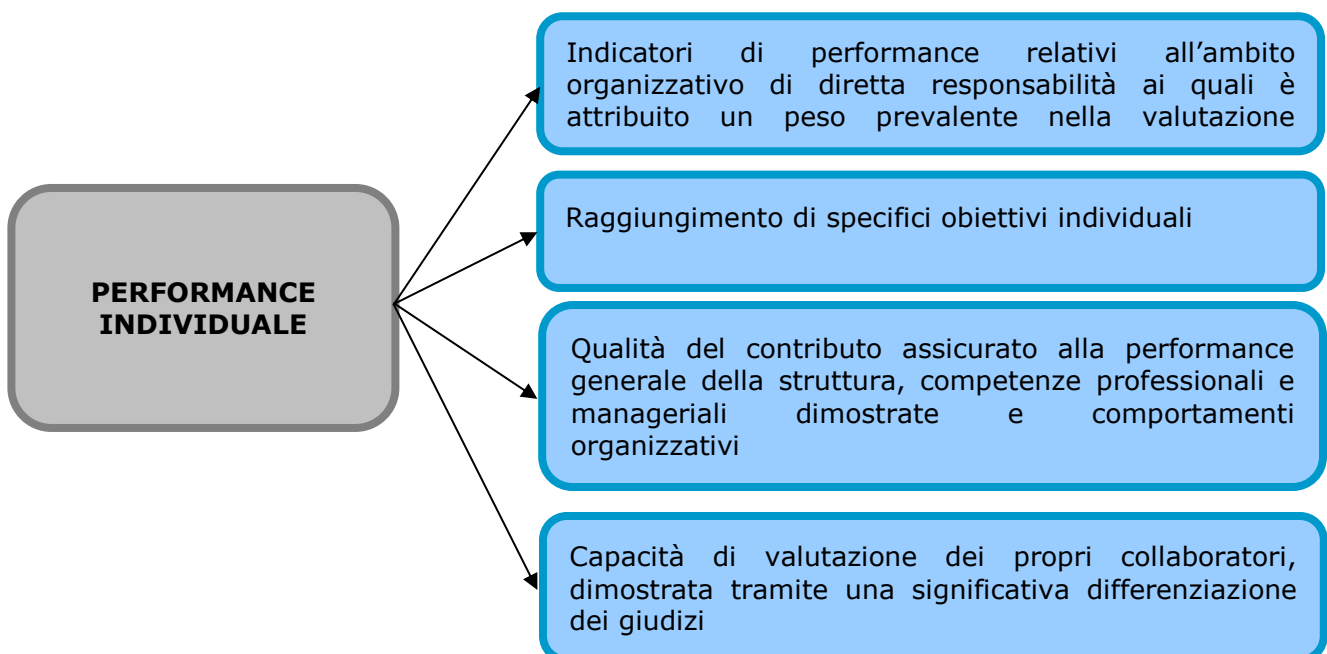 Indicatori di performance relativi all’ambito
organizzativo di diretta responsabilità ai quali è
attribuito un peso prevalente nella valutazione
Raggiungimento di specifici obiettivi individuali
PERFORMANCE
INDIVIDUALE
Qualità del contributo assicurato alla performance
generale della struttura, competenze professionali e
manageriali dimostrate e comportamenti
organizzativi
Capacità di valutazione dei propri collaboratori,
dimostrata tramite una significativa differenziazione
dei giudizi